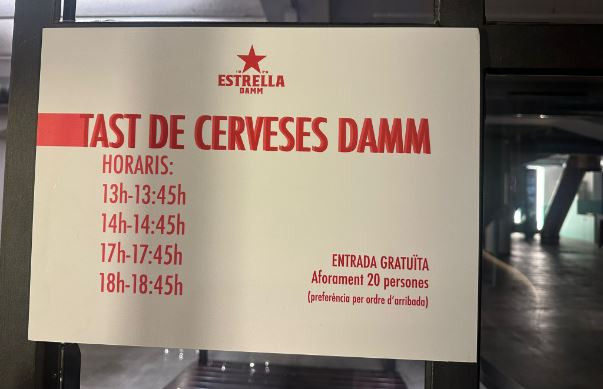 ESTRELLA
DAMM
TAST DE CERVESES DAMM
HORARIS:
13h-13:45h
14h-14:45h
17h-17:45h
18h-18:45h
ENTRADA GRATUÏTA
Aforament 20 persones
(preferència per ordre d'arribada)